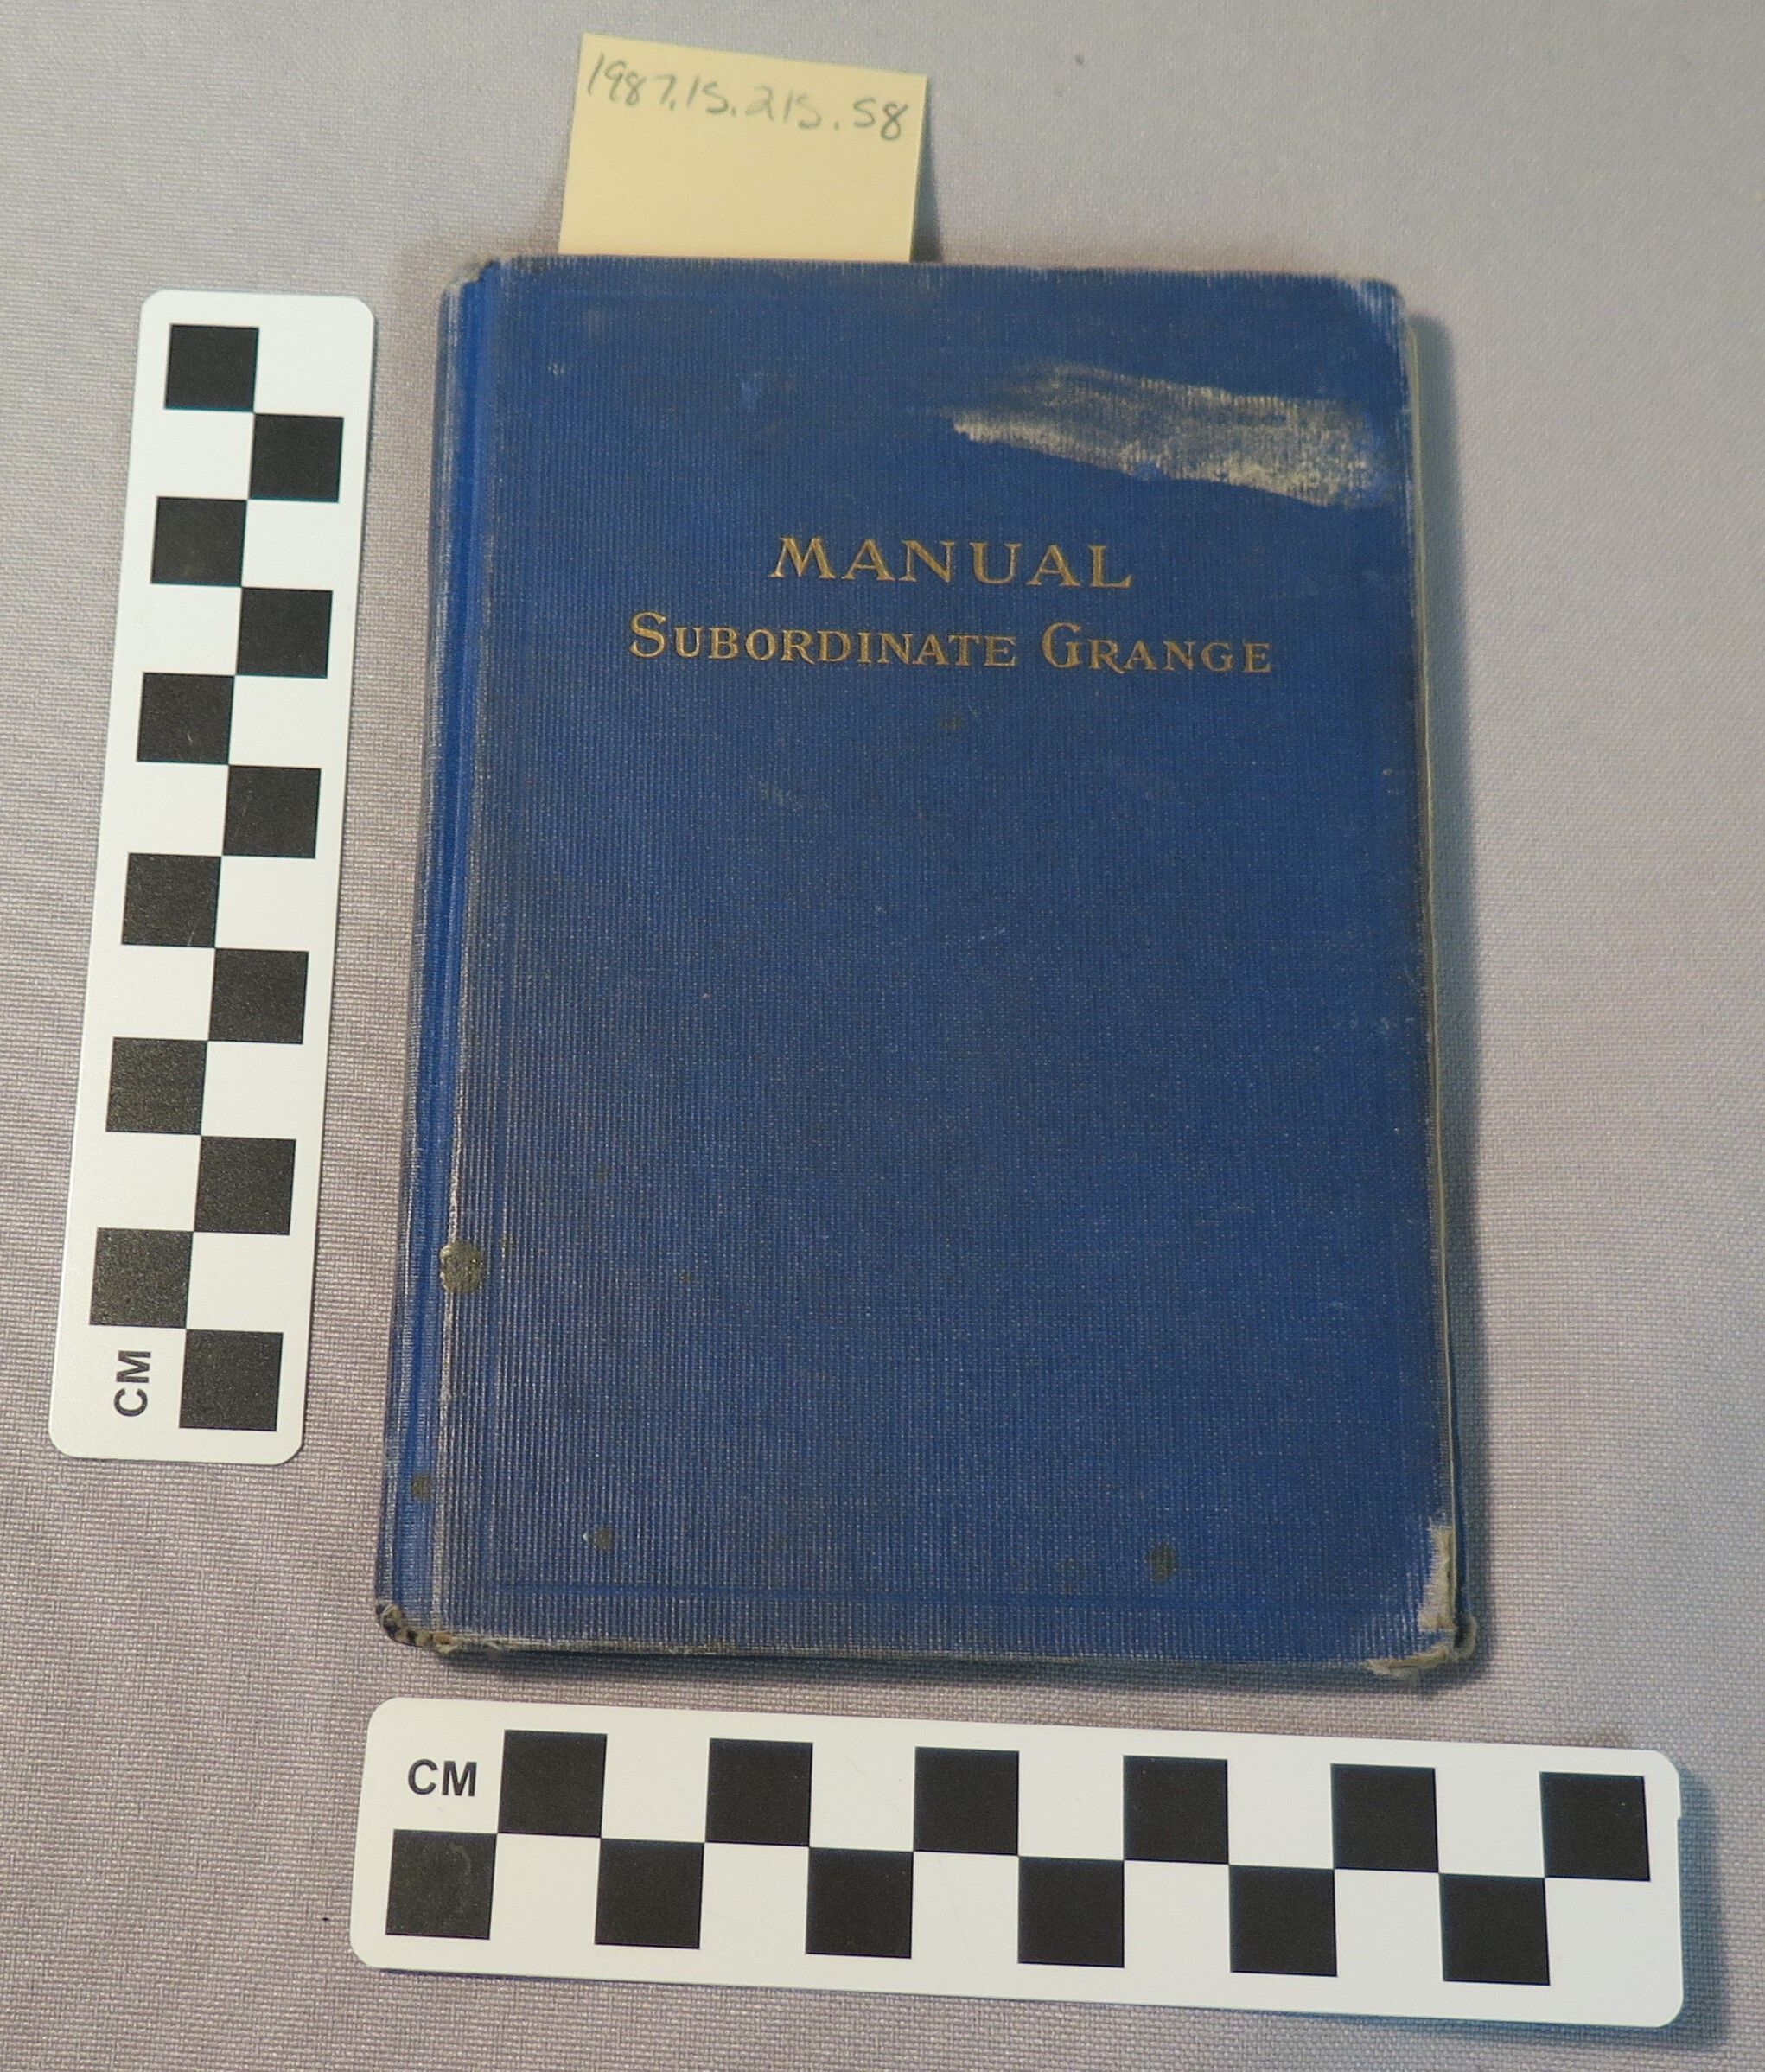 1987.15.215.58
MANUAL
SUBORDINATE GRANGE
CM
CM